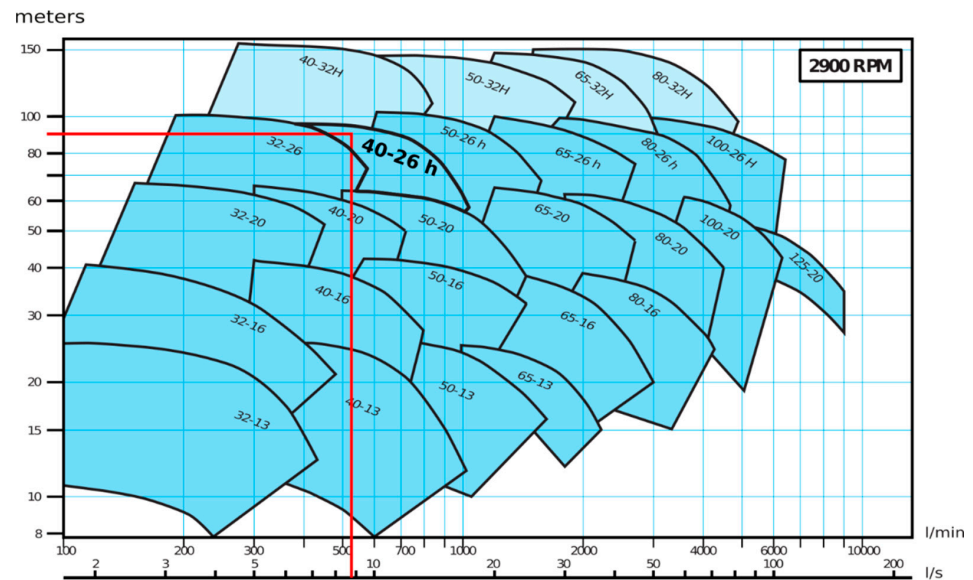 meters
150
40-32H
50-32H
65-32H
80-32H
2900 RPM
100
32-26
40-26 h
50-26 h
65-26 h
80-26 h
100-26 H
80
60
32-20
40-20
50-20
65-20
80-20
100-20
125-20
50
40
32-16
40-16
50-16
65-16
80-16
30
20
32-13
40-13
50-13
65-13
15
10
8
100 200 300 500 700 1000 2000 4000 6000 10000 l/min
2 3 5 10 20 30 50 100 200 l/s